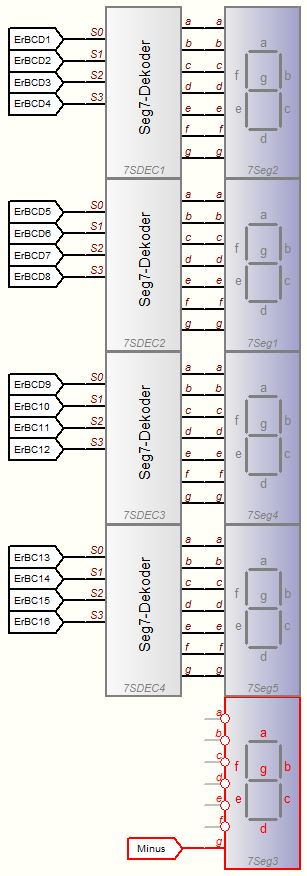 S0 a a
ErBCD1 a
S1 b b
ErBCD2
S2 c c f b
ErBCD3 Seg7-Dekoder g
S3 d d
ErBCD4 e c
e e
f f d
g g
7SDEC1 7Seg2
S0 a a
ErBCD5 a
S1 b b
ErBCD6
S2 c c f b
ErBCD7 Seg7-Dekoder g
S3 d d
ErBCD8 e c
e e
f f d
g g
7SDEC2 7Seg1
S0 a a
ErBCD9 a
S1 b b
ErBC10
S2 c c f b
ErBC11 Seg7-Dekoder g
S3 d d
ErBC12 e c
e e
f f d
g g
7SDEC3 7Seg4
S0 a a
ErBC13 a
S1 b b
ErBC14
S2 c c f b
ErBC15 Seg7-Dekoder g
S3 d d
ErBC16 e c
e e
f f d
g g
7SDEC4 7Seg5
a
b a
c f g b
d
e e c
f d
Minus g
7Seg3